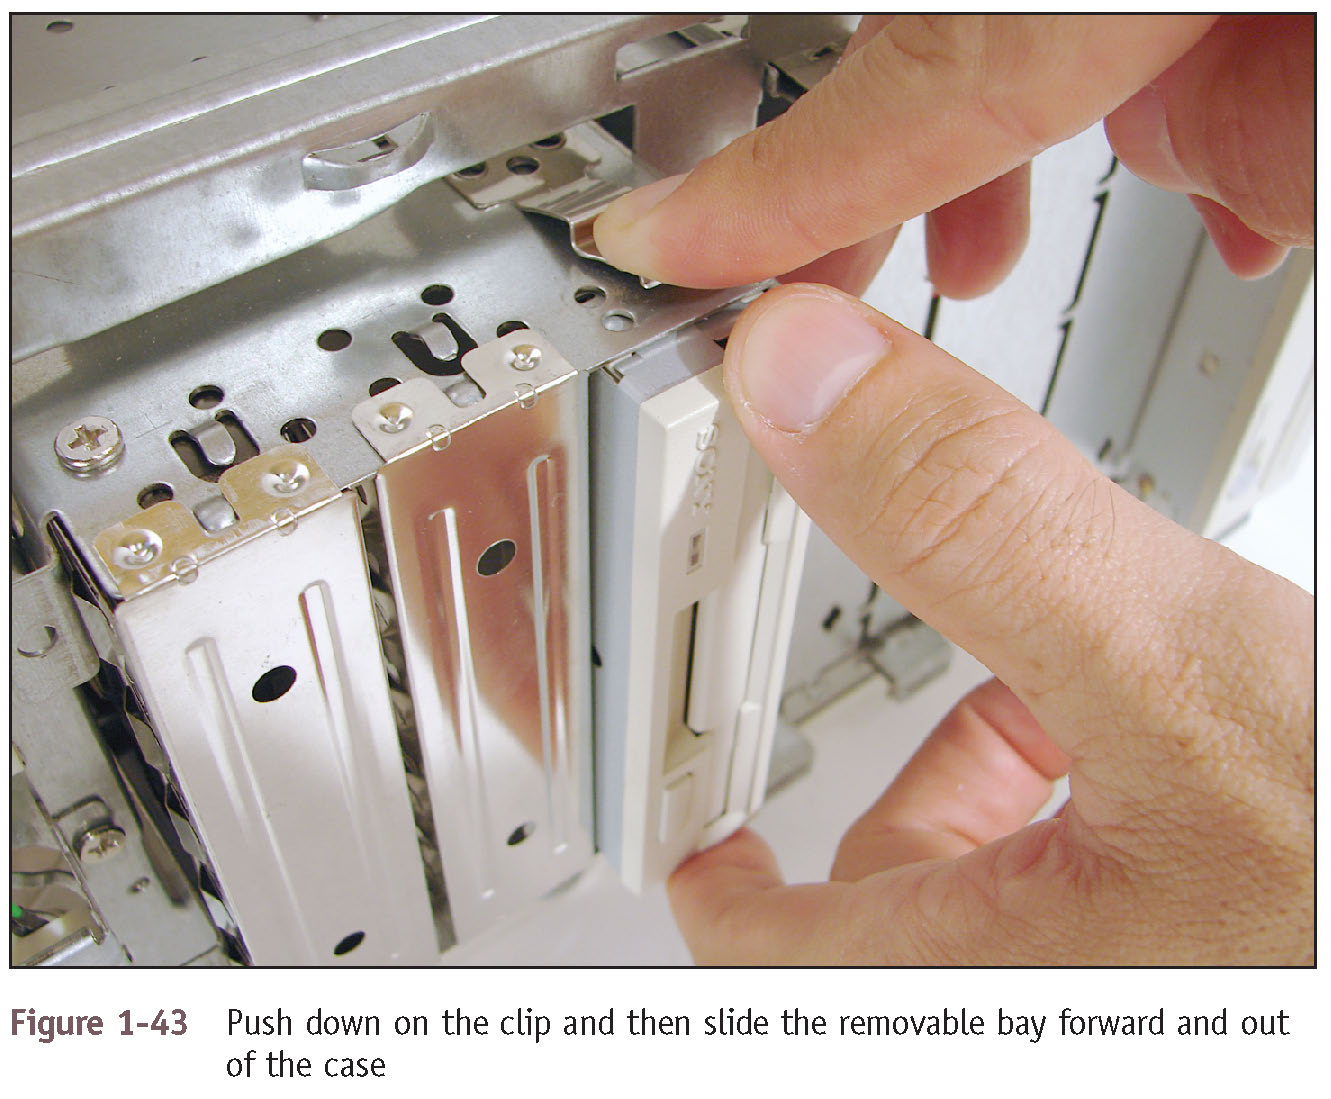 Figure 1-43 Push down on the clip and then slide the removable bay forward and out
of the case